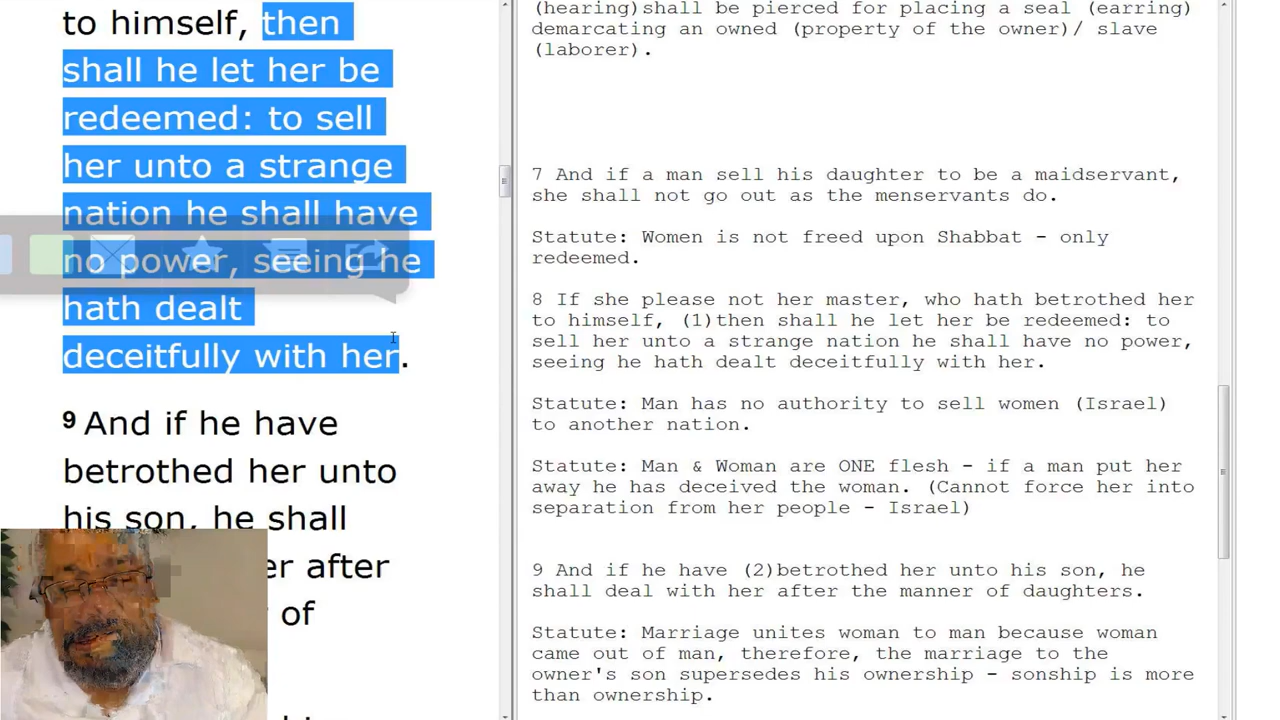 to himself, then
shall he let her be
redeemed: to sell
her unto a strange
nation he shall have
no power, seeing he
hath dealt
deceitfully with her.
9 And if he have
betrothed her unto
his son, he shall
er after
of
(hearing)shall be pierced for placing a seal (earring)
demarcating an owned (property of the owner)/ slave
(laborer).
7 And if a man sell his daughter to be a maidservant,
she shall not go out as the menservants do.
Statute: Women is not freed upon Shabbat - only
redeemed.
8 If she please not her master, who hath betrothed her
to himself, (1)then shall he let her be redeemed: to
sell her unto a strange nation he shall have no power,
seeing he hath dealt deceitfully with her.
Statute: Man has no authority to sell women (Israel)
to another nation.
Statute: Man & Woman are ONE flesh - if a man put her
away he has deceived the woman. (Cannot force her into
separation from her people - Israel)
9 And if he have (2)betrothed her unto his son, he
shall deal with her after the manner of daughters.
Statute: Marriage unites woman to man because woman
came out of man, therefore, the marriage to the
owner's son supersedes his ownership - sonship is more
than ownership.